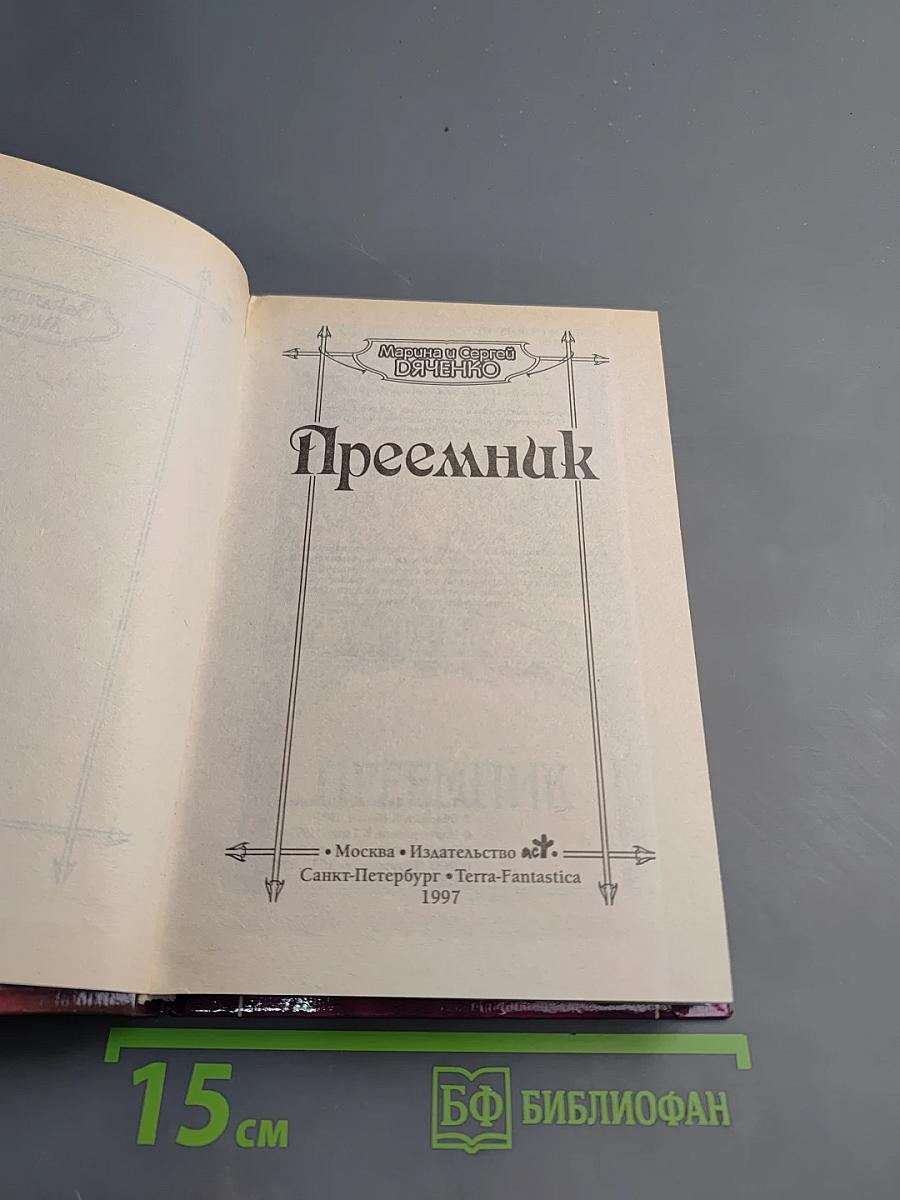 Марина и Сергей
ДЯЧЕНКО
Преемник
• Москва • Издательство аст •
Санкт-Петербург • Terra-Fantastica
1997
15 см
БФ БИБЛИОФАН